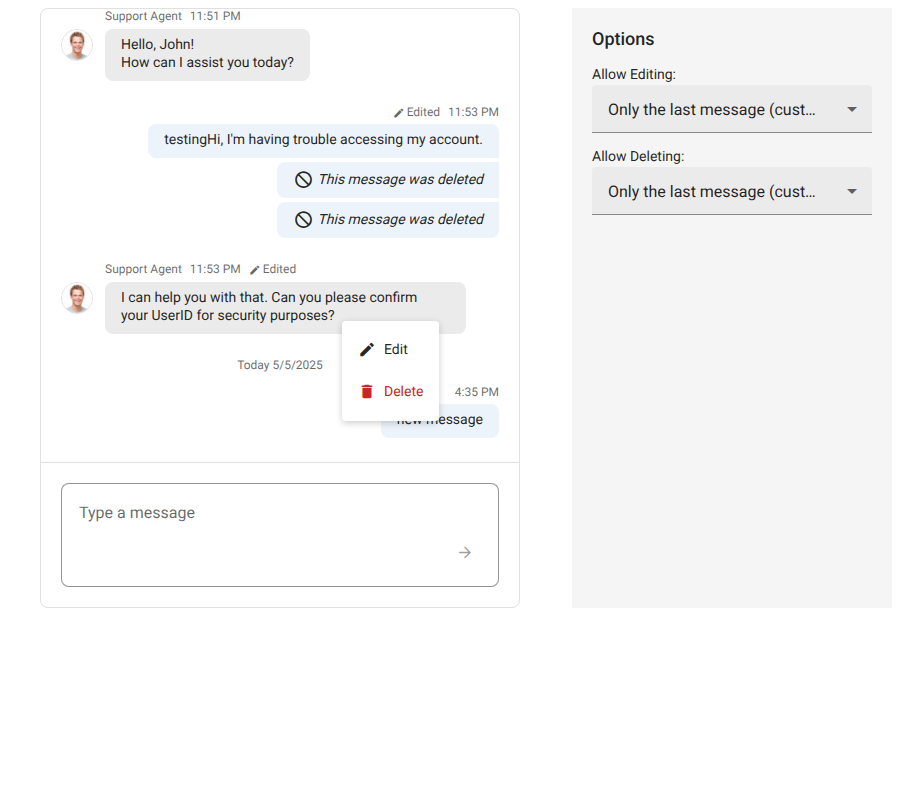 Support Agent 11:51 PM
Hello, John!
How can I assist you today?
Edited 11:53 PM
testingHi, I'm having trouble accessing my account.
This message was deleted
This message was deleted
Support Agent 11:53 PM Edited
I can help you with that. Can you please confirm
your UserID for security purposes?
Today 5/5/2025
Edit
Delete
4:35 PM
new message
Type a message
Options
Allow Editing:
Only the last message (cust...
Allow Deleting:
Only the last message (cust...